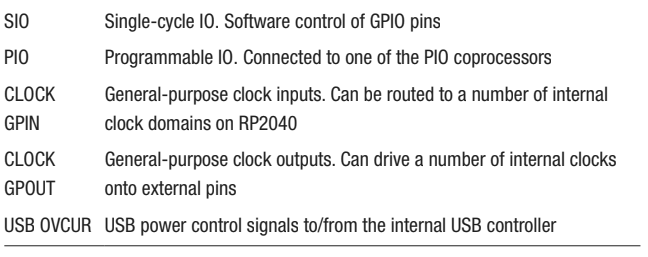 SIO Single-cycle IO. Software control of GPIO pins
PIO Programmable IO. Connected to one of the PIO coprocessors
CLOCK General-purpose clock inputs. Can be routed to a number of internal
GPIN clock domains on RP2040
CLOCK General-purpose clock outputs. Can drive a number of internal clocks
GPOUT onto external pins
USB OVCUR USB power control signals to/from the internal USB controller